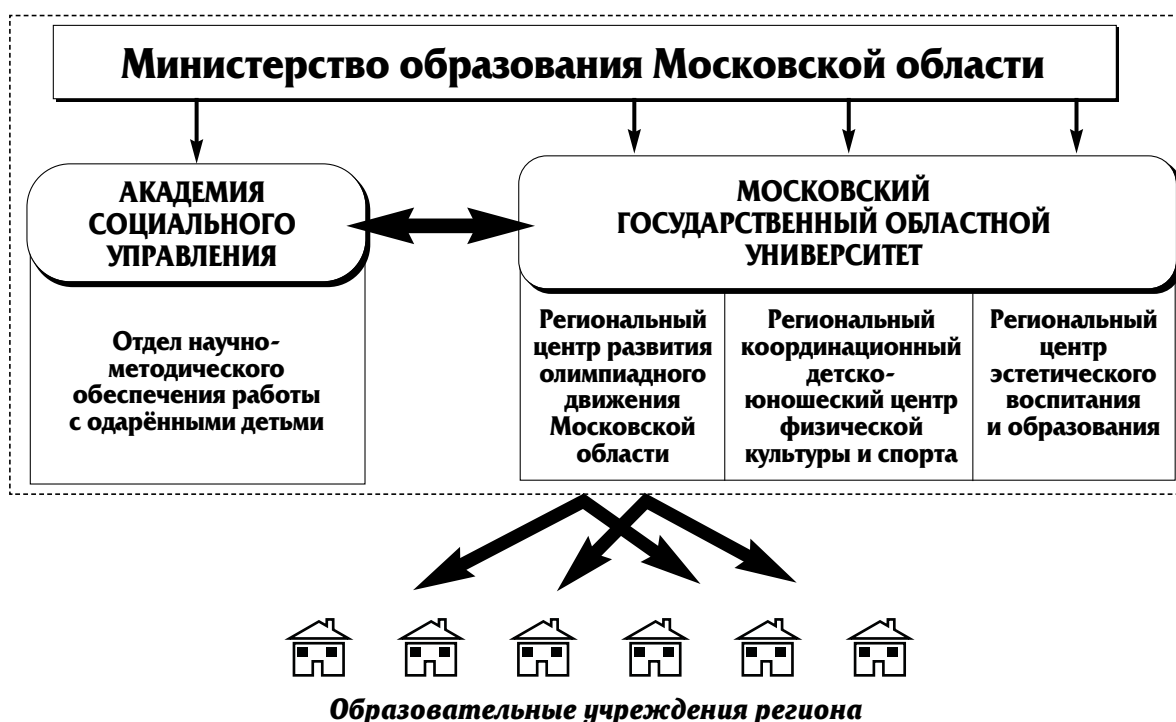 Министерство образования Московской области
АКАДЕМИЯ
СОЦИАЛЬНОГО
УПРАВЛЕНИЯ
Отдел научно-
методического
обеспечения работы
с одарёнными детьми
МОСКОВСКИЙ
ГОСУДАРСТВЕННЫЙ ОБЛАСТНОЙ
УНИВЕРСИТЕТ
Региональный
центр развития
олимпиадного
движения
Московской
области
Региональный
координационный
детско-
юношеский центр
физической
культуры и спорта
Региональный
центр
эстетического
воспитания
и образования
Образовательные учреждения региона